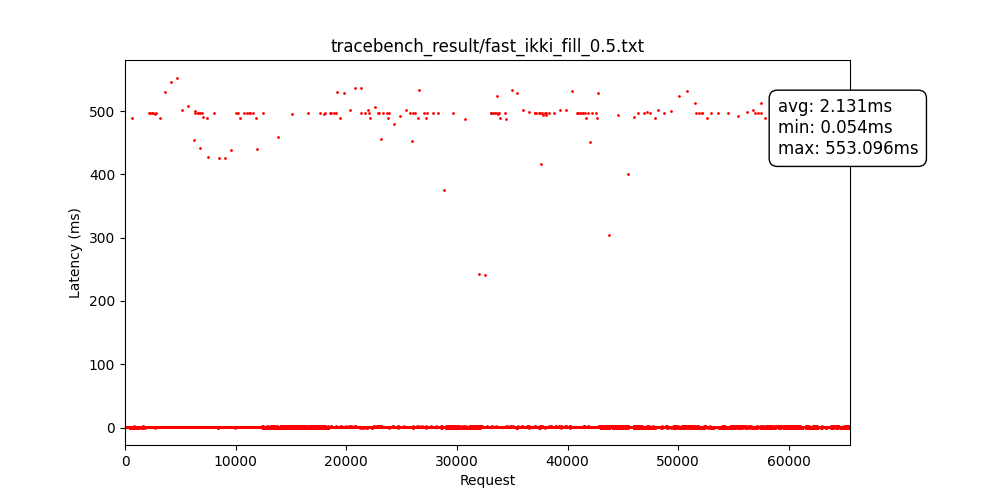 tracebench_result/fast_ikki_fill_0.5.txt
500
400
300
200
100
0
Latency (ms)
avg: 2.131ms
min: 0.054ms
max: 553.096ms
0 10000 20000 30000 40000 50000 60000
Request